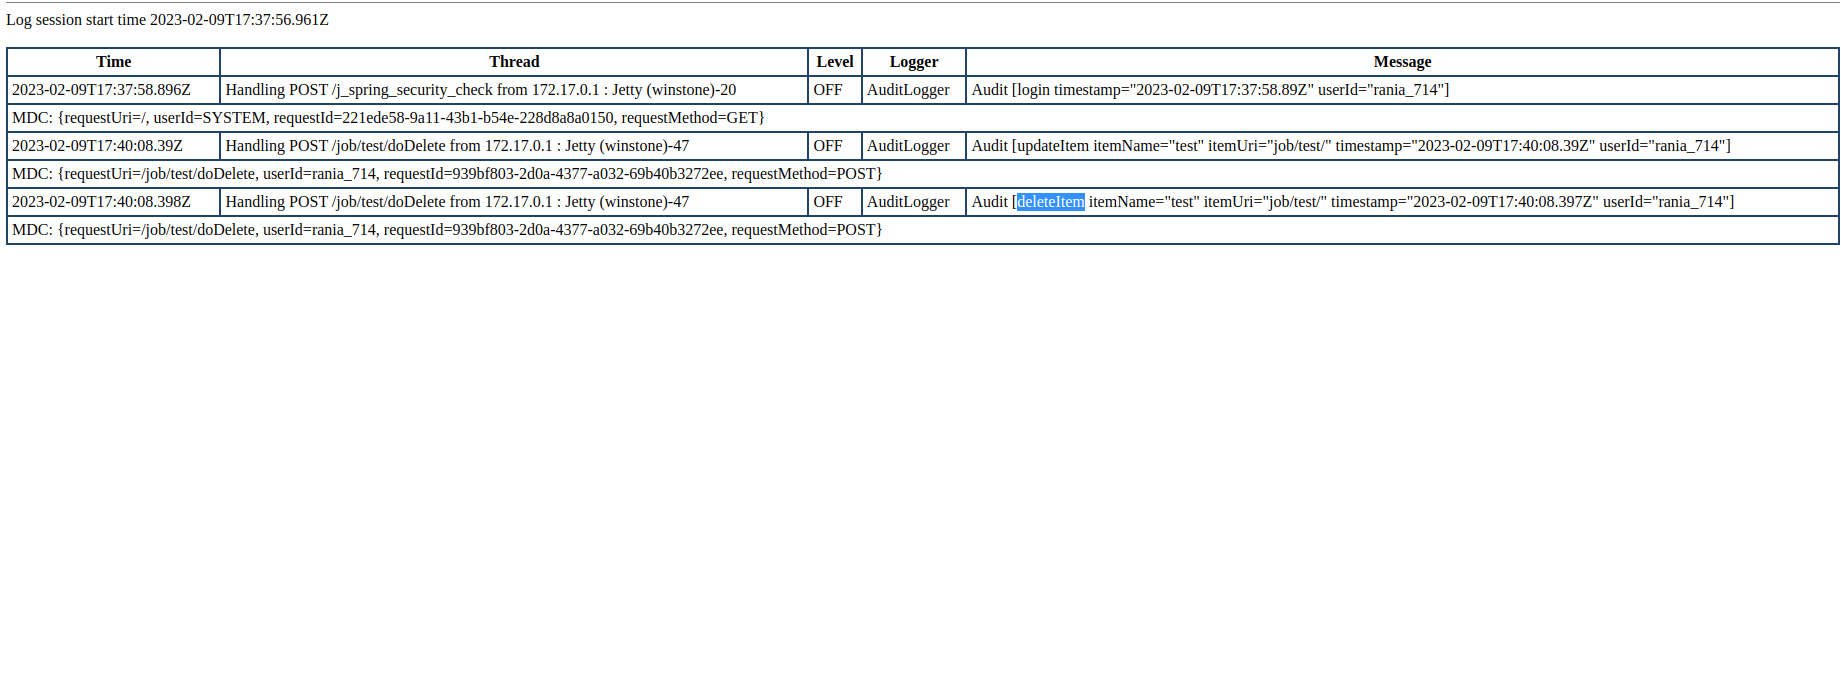 Log session start time 2023-02-09T17:37:56.961Z
Time Thread Level Logger Message
2023-02-09T17:37:58.896Z Handling POST /j_spring_security_check from 172.17.0.1 : Jetty (winstone)-20 OFF AuditLogger Audit [login timestamp="2023-02-09T17:37:58.89Z" userId="rania_714"]
MDC: {requestUri=/, userId=SYSTEM, requestId=221ede58-9a11-43b1-b54e-228d8a8a0150, requestMethod=GET}
2023-02-09T17:40:08.39Z Handling POST /job/test/doDelete from 172.17.0.1 : Jetty (winstone)-47 OFF AuditLogger Audit [updateItem itemName="test" itemUri="job/test/" timestamp="2023-02-09T17:40:08.39Z" userId="rania_714"]
MDC: {requestUri=/job/test/doDelete, userId=rania_714, requestId=939bf803-2d0a-4377-a032-69b40b3272ee, requestMethod=POST}
2023-02-09T17:40:08.398Z Handling POST /job/test/doDelete from 172.17.0.1 : Jetty (winstone)-47 OFF AuditLogger Audit [deleteItem itemName="test" itemUri="job/test/" timestamp="2023-02-09T17:40:08.397Z" userId="rania_714"]
MDC: {requestUri=/job/test/doDelete, userId=rania_714, requestId=939bf803-2d0a-4377-a032-69b40b3272ee, requestMethod=POST}